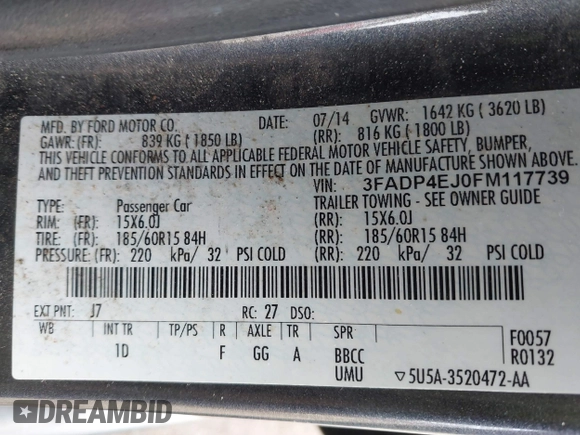 MFD. BY FORD MOTOR CO. DATE: 07/14 GVWR: 1642 KG ( 3620 LB)
GAWR: (FR): 839 KG ( 1850 LB) (RR): 816 KG ( 1800 LB)
THIS VEHICLE CONFORMS TO ALL APPLICABLE FEDERAL MOTOR VEHICLE SAFETY, BUMPER,
AND THEFT PREVENTION STANDARDS IN EFFECT ON THE DATE OF MANUFACTURE SHOWN ABOVE.
VIN: 3FADP4EJ0FM117739
TYPE: Passenger Car TRAILER TOWING - SEE OWNER GUIDE
RIM: (FR): 15X6.0J (RR): 15X6.0J
TIRE: (FR): 185/60R15 84H (RR): 185/60R15 84H
PRESSURE: (FR): 220 kPa/ 32 PSI COLD (RR): 220 kPa/ 32 PSI COLD
EXT PNT: J7 RC: 27 DSO:
WB INT TR TP/PS R AXLE TR SPR F0057
1D F GG A BBCC R0132
UMU ▽5U5A-3520472-AA
DREAMBID